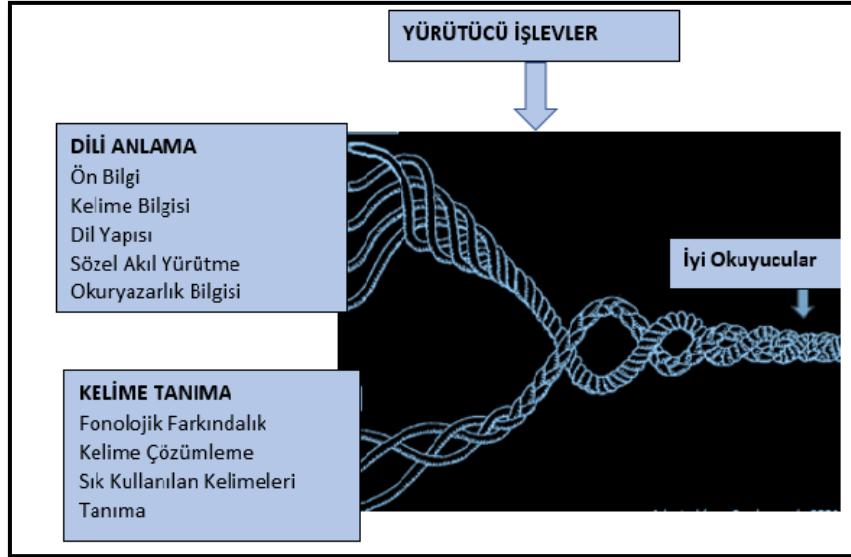 YÜRÜTÜCÜ İŞLEVLER
DİLİ ANLAMA
Ön Bilgi
Kelime Bilgisi
Dil Yapısı
Sözel Akıl Yürütme
Okuryazarlık Bilgisi
İyi Okuyucular
KELİME TANIMA
Fonolojik Farkındalık
Kelime Çözümleme
Sık Kullanılan Kelimeleri
Tanıma